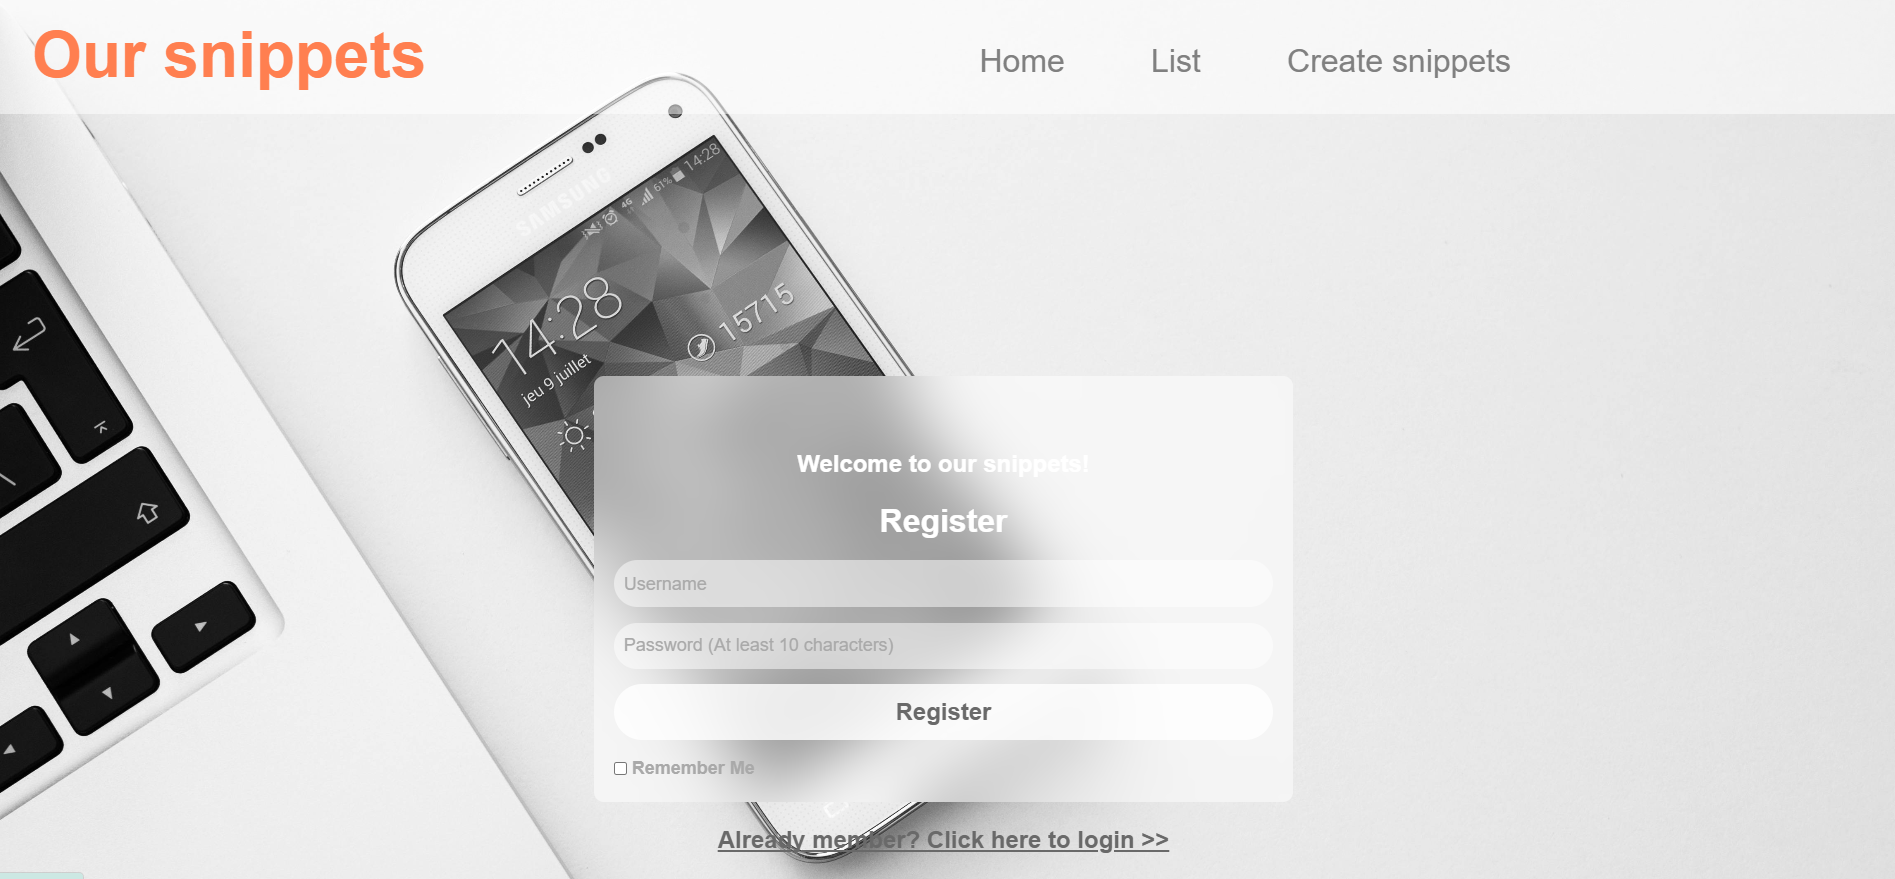 Our snippets
Home
List
Create snippets
SAMSUNG
4G
61%
14:28
14:28
15715
jeu 9 juillet
Welcome to our snippets!
Register
Username
Password (At least 10 characters)
Register
Remember Me
Already member? Click here to login >>